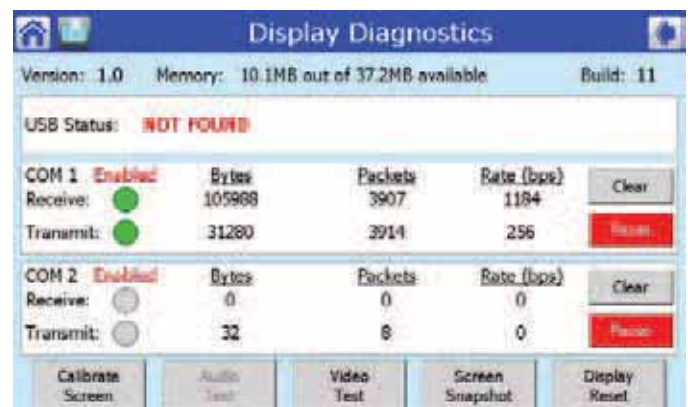 Display Diagnostics
Version: 1.0 Memory: 10.1MB out of 37.2MB available Build: 11
USB Status: NOT FOUND
COM 1 Enabled Bytes Packets Rate (bps)
Receive: 105988 3907 1184 Clear
Transmit: 31280 3914 256 Pause
COM 2 Enabled Bytes Packets Rate (bps)
Receive: 0 0 0 Clear
Transmit: 32 8 0 Pause
Calibrate Screen
Audio Test
Video Test
Screen Snapshot
Display Reset